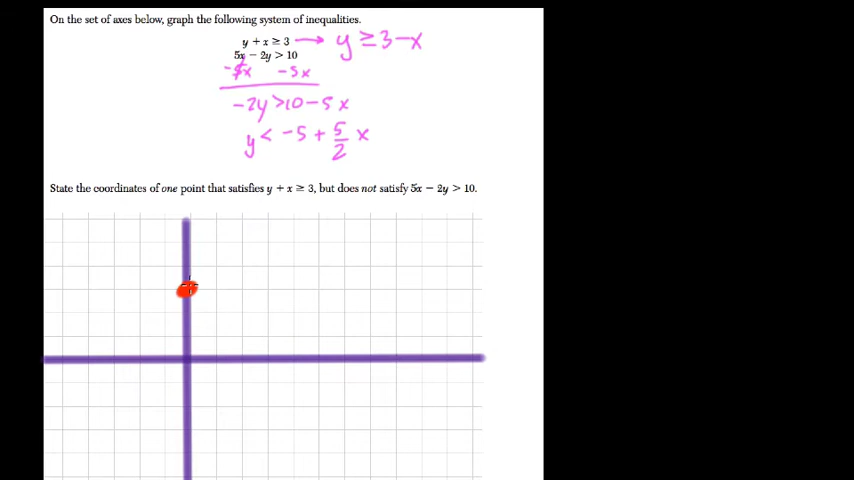 On the set of axes below, graph the following system of inequalities.
y + x ≥ 3 → y ≥ 3 - x
5x − 2y > 10
-5x -5x
-2y > 10 - 5x
y < -5 + 5/2 x
State the coordinates of one point that satisfies y + x ≥ 3, but does not satisfy 5x − 2y > 10.